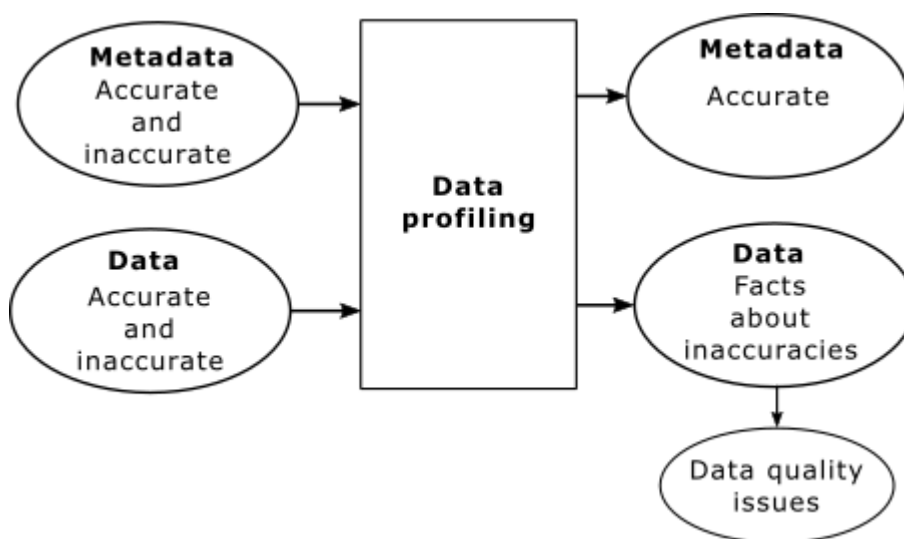 Metadata
Accurate
and
inaccurate
Data
Accurate
and
inaccurate
Data
profiling
Metadata
Accurate
Data
Facts
about
inaccuracies
Data quality
issues